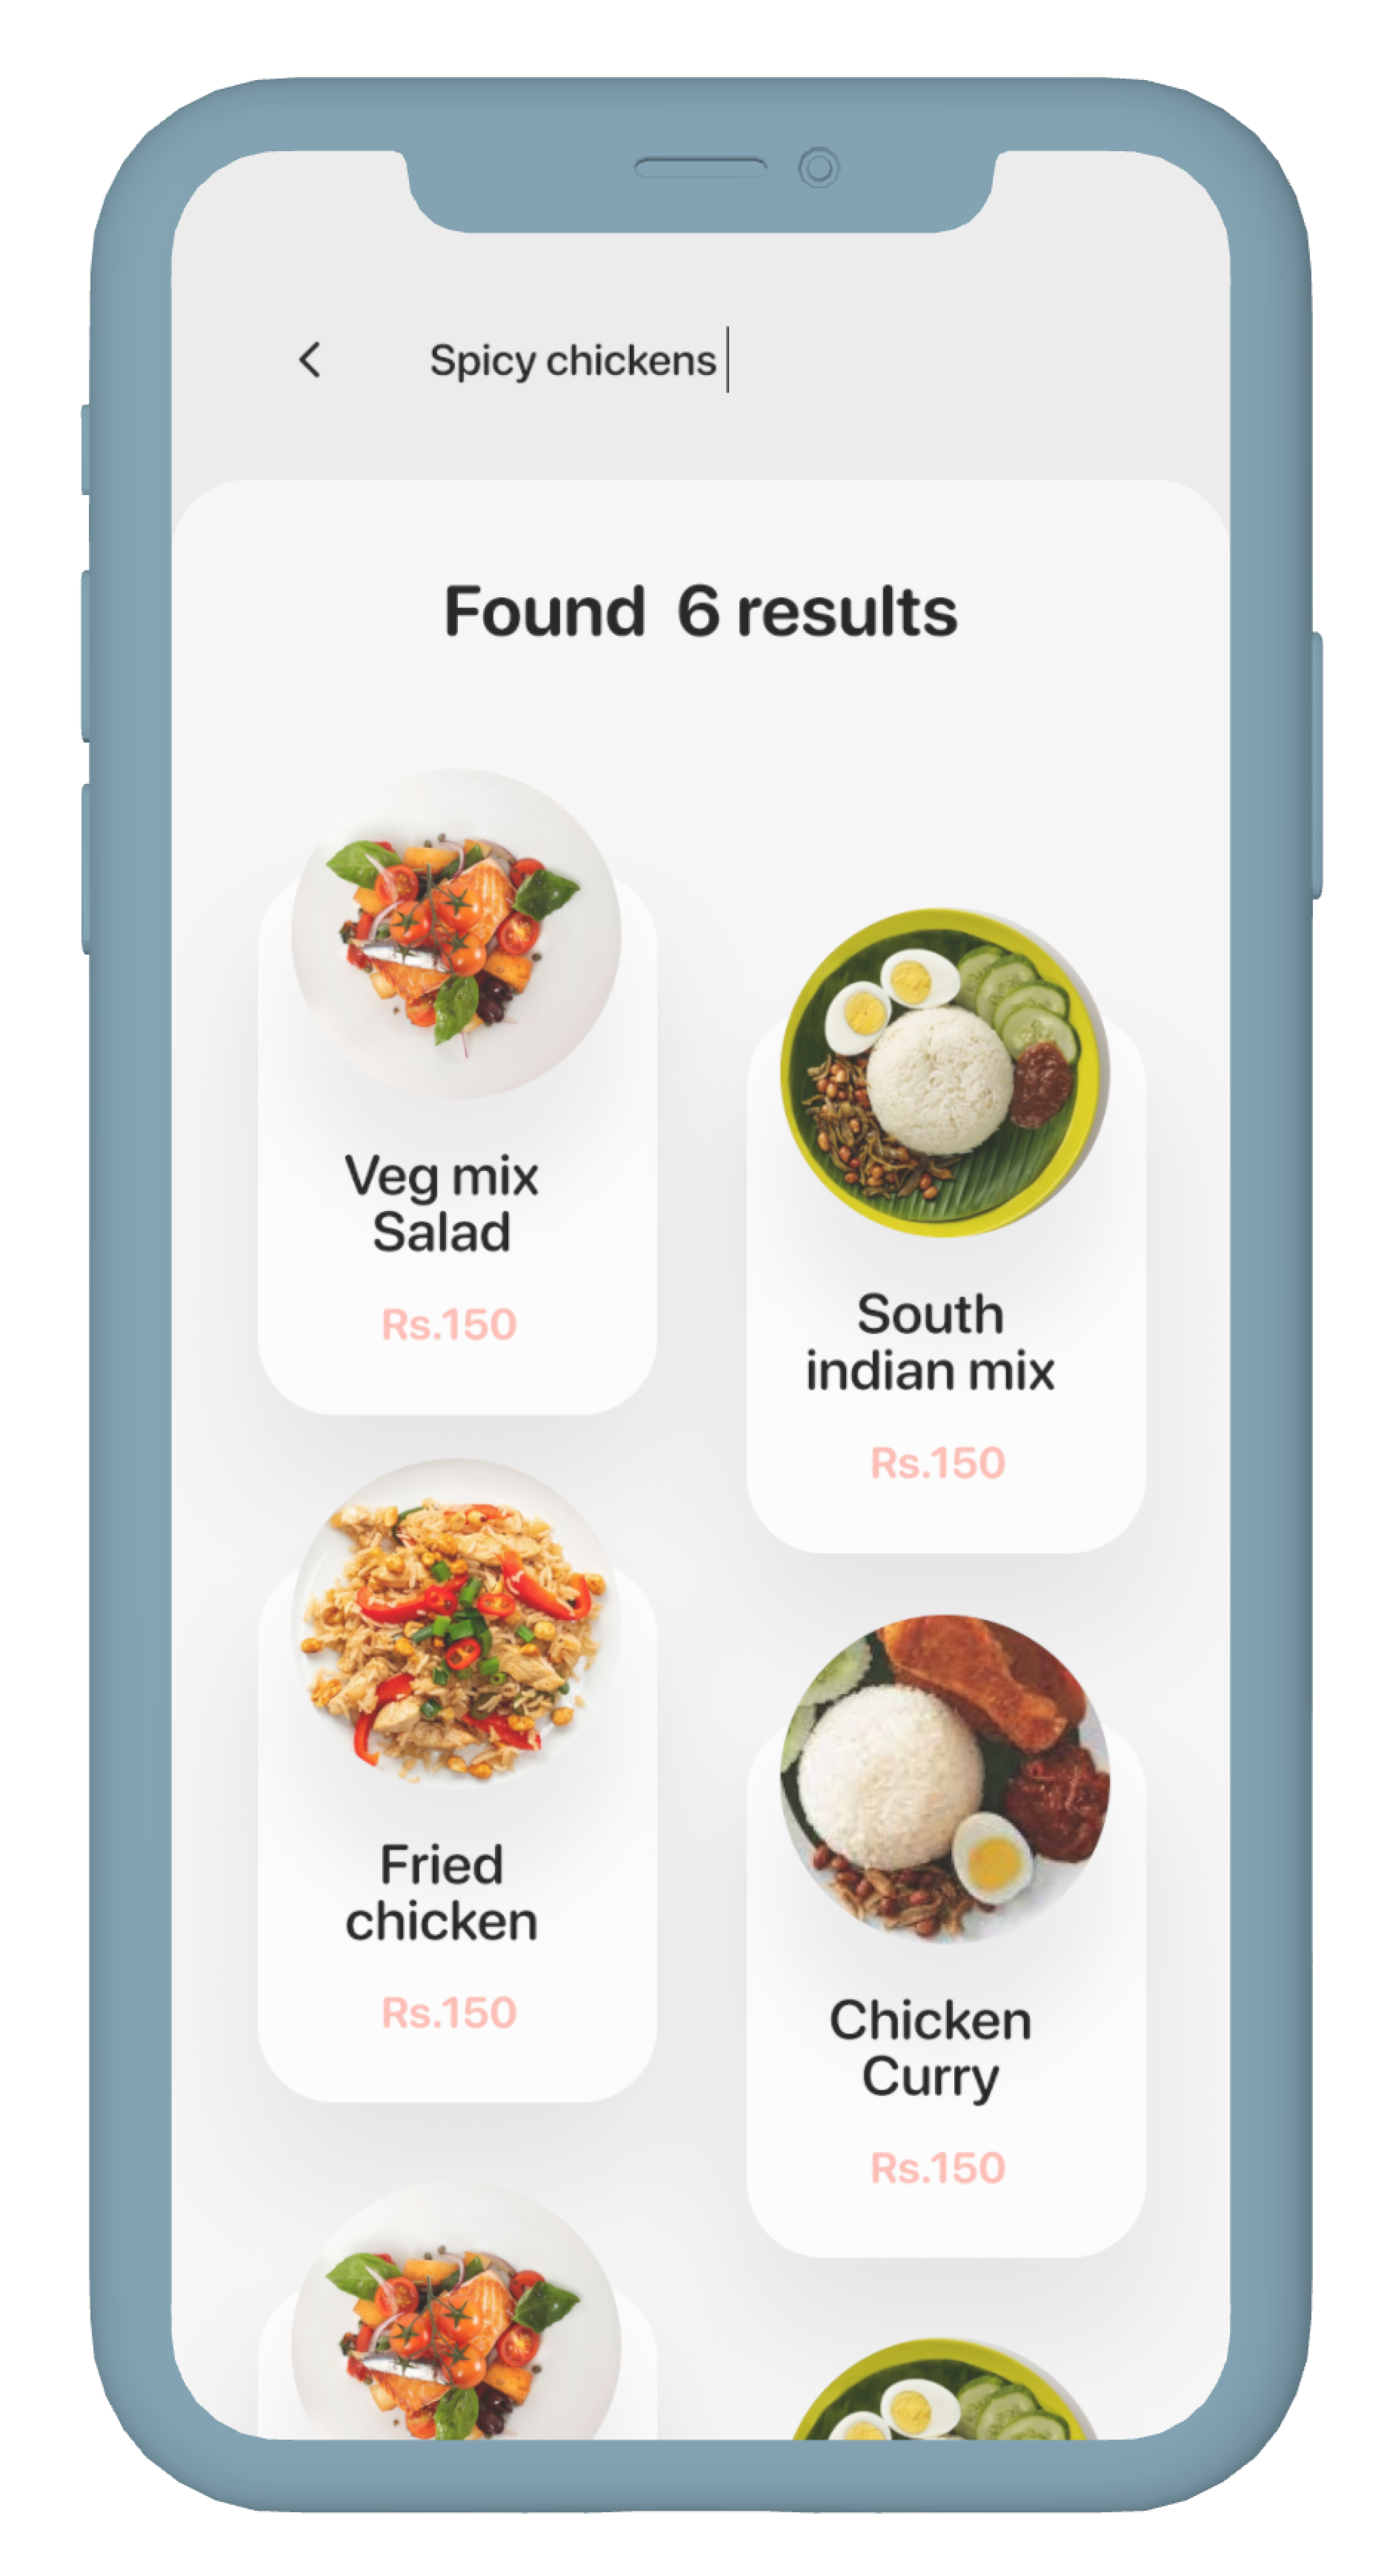 Spicy chickens
Found 6 results
Veg mix
Salad
Rs.150
South
indian mix
Rs.150
Fried
chicken
Rs.150
Chicken
Curry
Rs.150